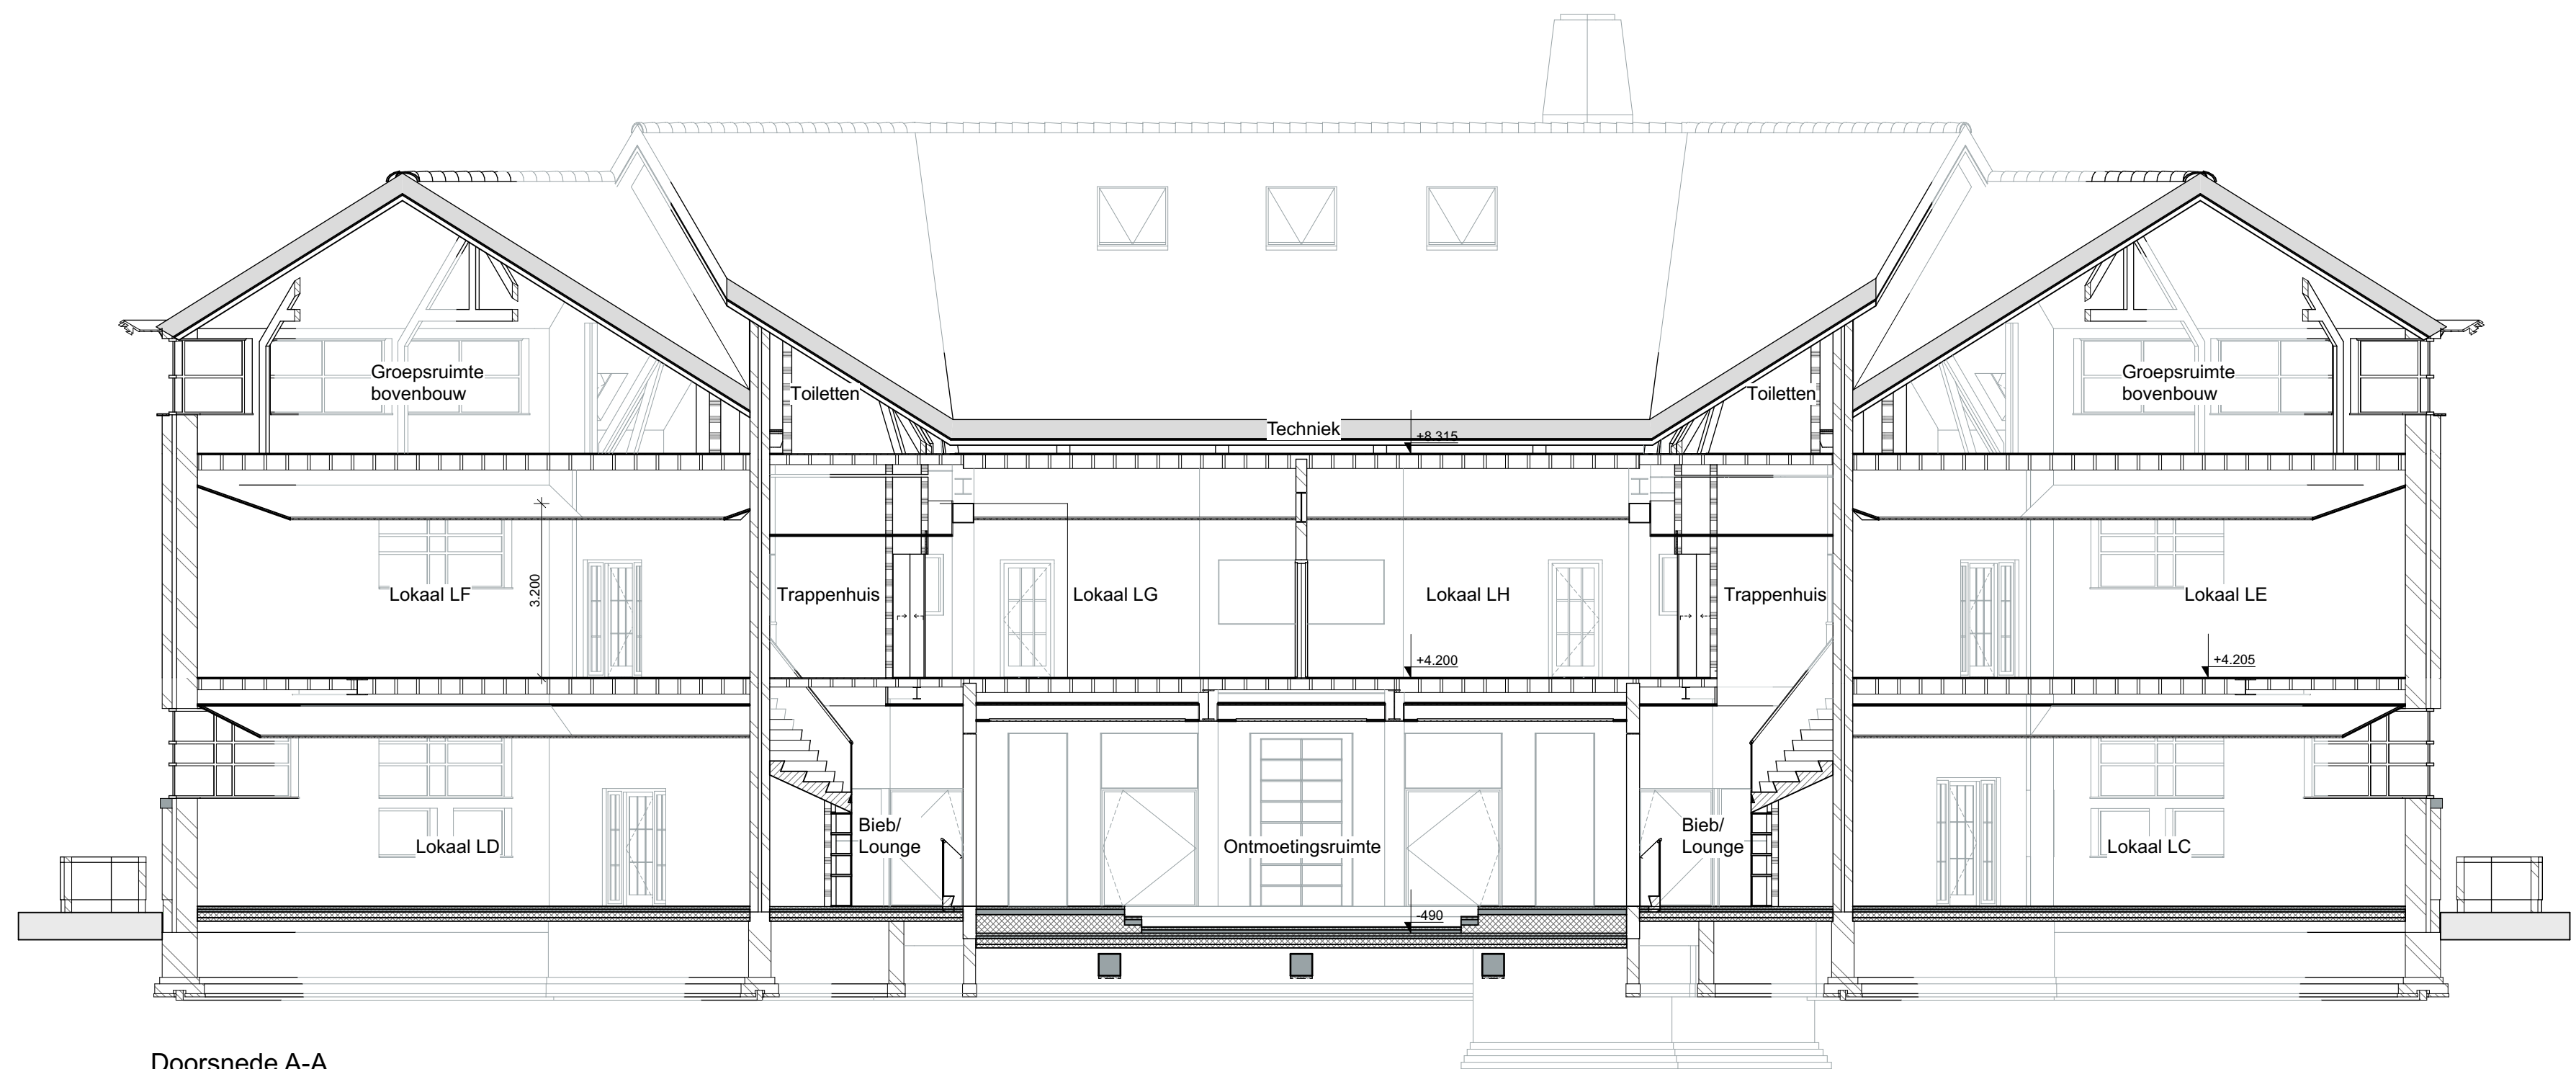 Groepsruimte
bovenbouw
Toiletten
Techniek
+8.315
Toiletten
Groepsruimte
bovenbouw
Lokaal LF
3.200
Trappenhuis
Lokaal LG
Lokaal LH
+4.200
Trappenhuis
Lokaal LE
+4.205
Lokaal LD
Bieb/
Lounge
Ontmoetingsruimte
-490
Bieb/
Lounge
Lokaal LC
Doorsnede A-A